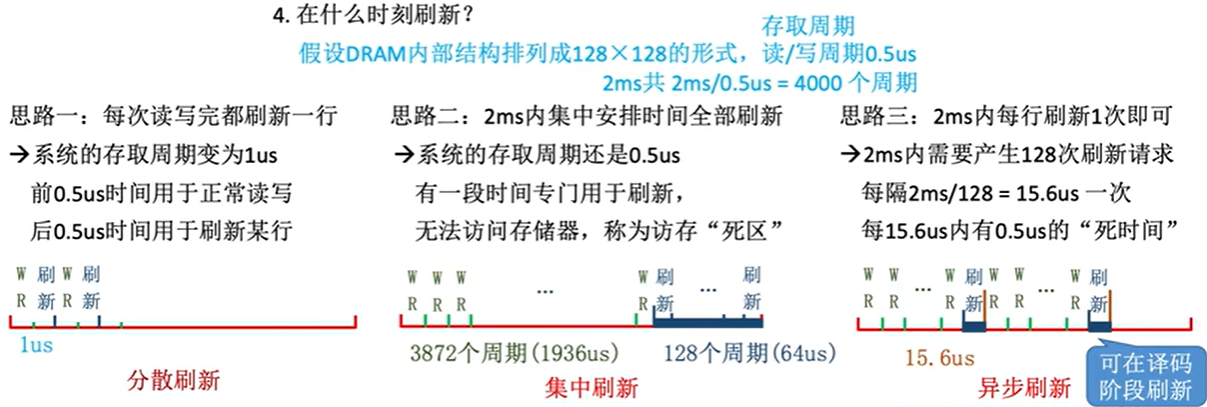 4. 在什么时刻刷新？
存取周期
假设DRAM内部结构排列成128×128的形式，读/写周期0.5us
2ms共 2ms/0.5us = 4000 个周期
思路一：每次读写完都刷新一行
→系统的存取周期变为1us
前0.5us时间用于正常读写
后0.5us时间用于刷新某行
W 刷 W 刷
R 新 R 新
1us
分散刷新
思路二：2ms内集中安排时间全部刷新
→系统的存取周期还是0.5us
有一段时间专门用于刷新，
无法访问存储器，称为访存“死区”
W W W ... W 刷 ... 刷
R R R R 新 新
3872个周期(1936us) 128个周期(64us)
集中刷新
思路三：2ms内每行刷新1次即可
→2ms内需要产生128次刷新请求
每隔2ms/128 = 15.6us 一次
每15.6us内有0.5us的“死时间”
W W ... W 刷 W W ... W 刷
R R R 新 R R R 新
15.6us
异步刷新
可在译码
阶段刷新